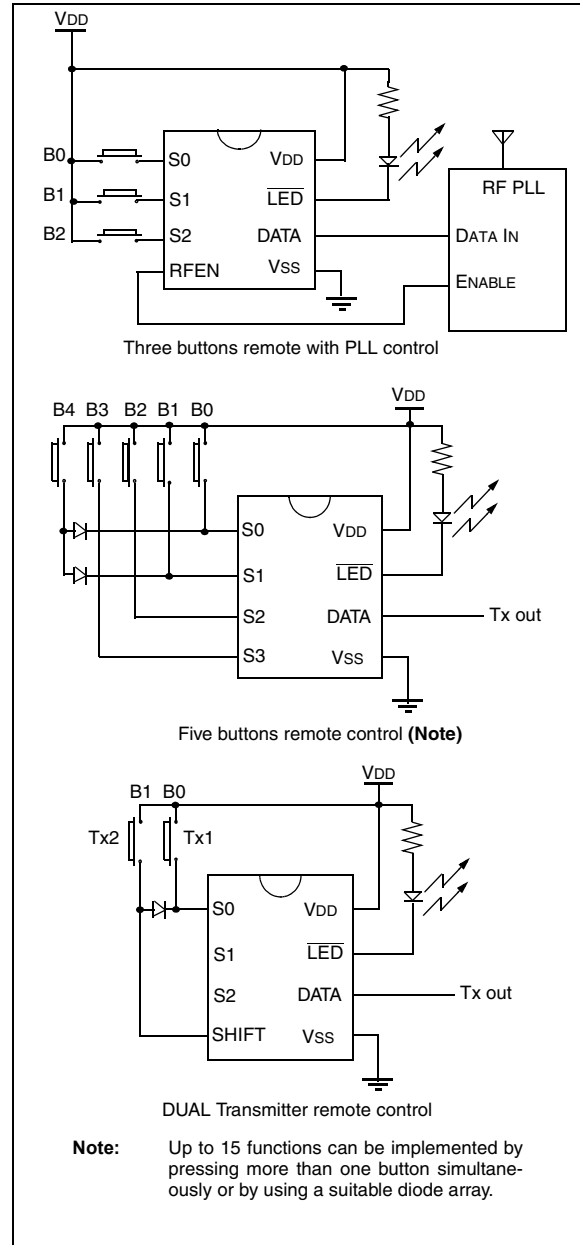 VDD
B0
S0
VDD
B1
S1
LED
RF PLL
B2
S2
DATA
DATA IN
RFEN
VSS
ENABLE
Three buttons remote with PLL control
VDD
B4 B3 B2 B1 B0
S0
VDD
S1
LED
S2
DATA
Tx out
S3
VSS
Five buttons remote control (Note)
VDD
B1 B0
Tx2
Tx1
S0
VDD
S1
LED
S2
DATA
Tx out
SHIFT
VSS
DUAL Transmitter remote control
Note: Up to 15 functions can be implemented by
pressing more than one button simultane-
ously or by using a suitable diode array.